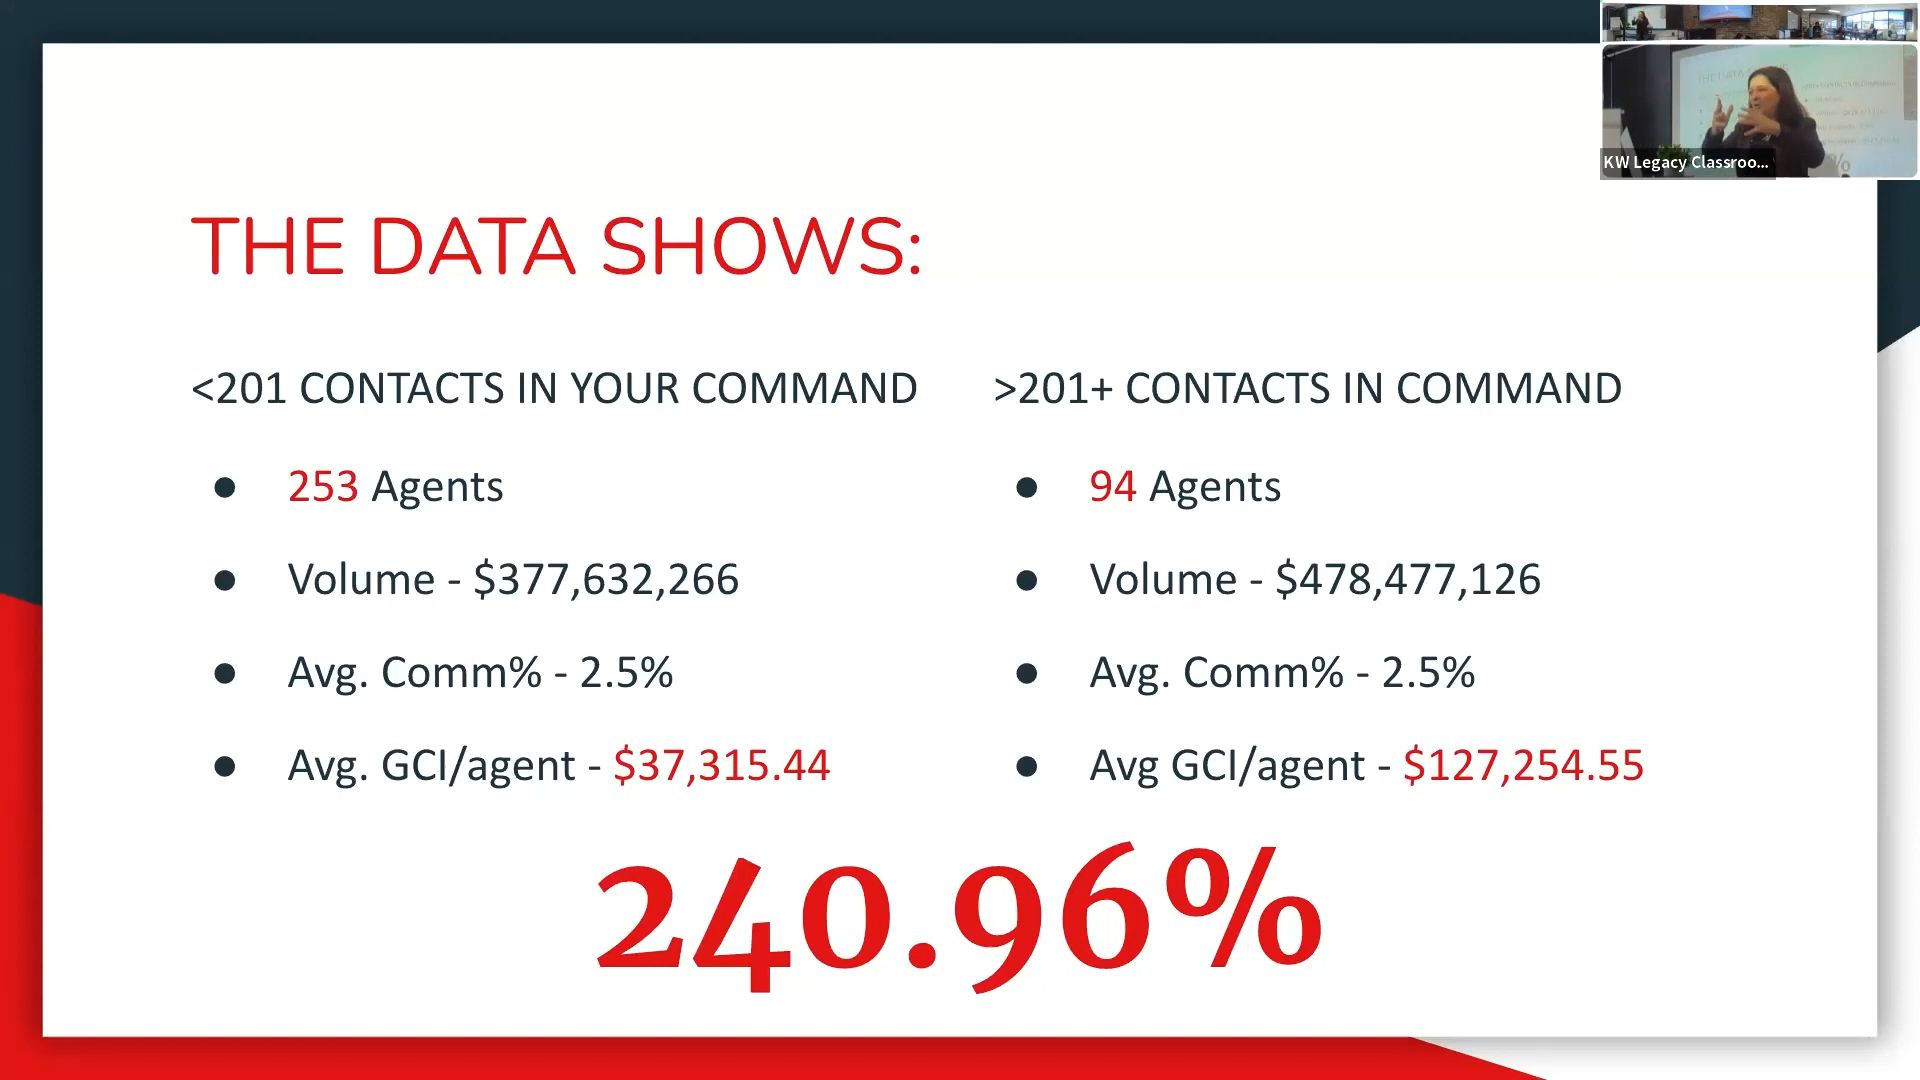 KW Legacy Classroo...
THE DATA SHOWS:
<201 CONTACTS IN YOUR COMMAND
● 253 Agents
● Volume - $377,632,266
● Avg. Comm% - 2.5%
● Avg. GCI/agent - $37,315.44
>201+ CONTACTS IN COMMAND
● 94 Agents
● Volume - $478,477,126
● Avg. Comm% - 2.5%
● Avg GCI/agent - $127,254.55
240.96%